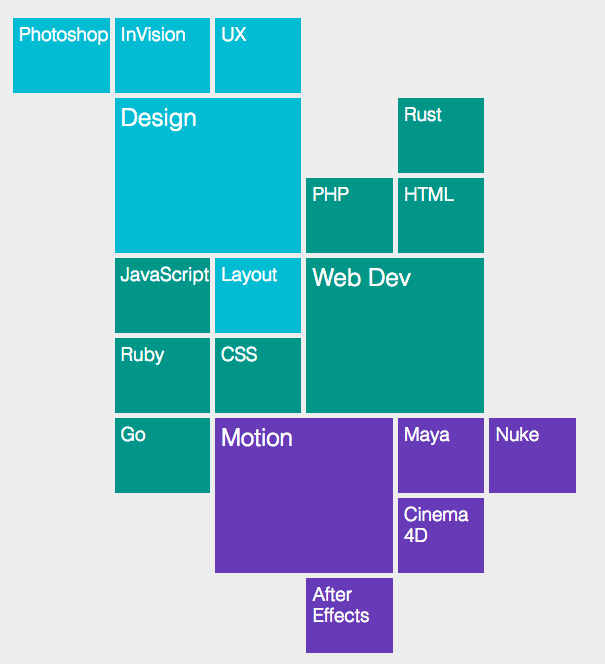 Photoshop
InVision
UX
Design
Rust
PHP
HTML
JavaScript
Layout
Web Dev
Ruby
CSS
Go
Motion
Maya
Nuke
Cinema
4D
After
Effects